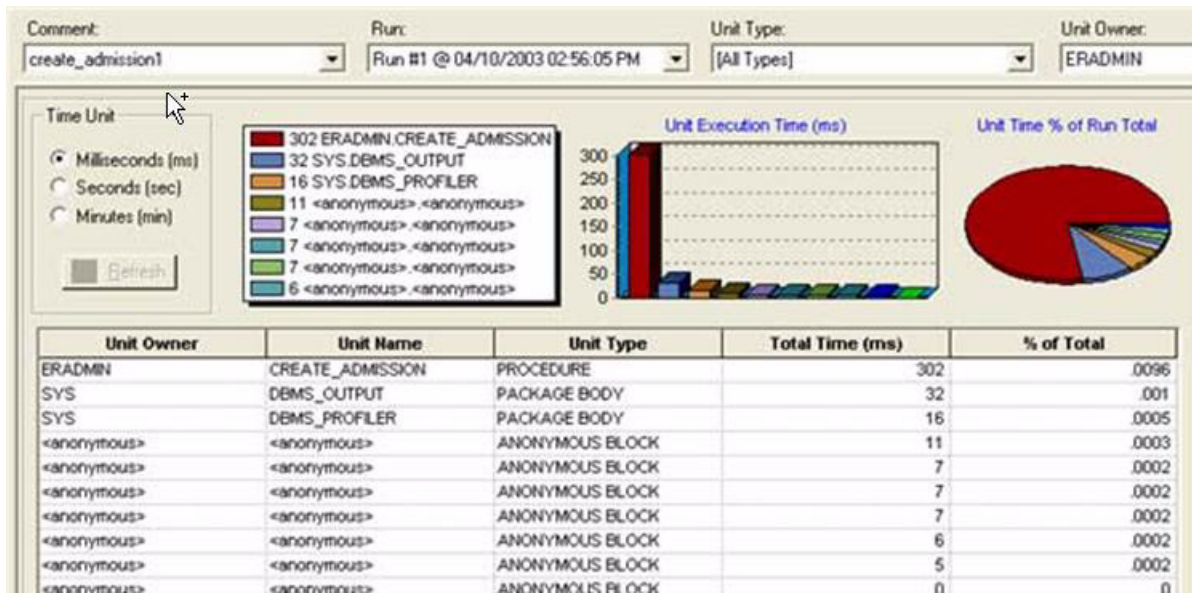 Comment: Run: Unit Type: Unit Owner:
create_admission1 Run #1 @ 04/10/2003 02:56:05 PM [All Types] ERADMIN
Time Unit
Milliseconds (ms)
Seconds (sec)
Minutes (min)
Refresh
302 ERADMIN.CREATE_ADMISSION
32 SYS.DBMS_OUTPUT
16 SYS.DBMS_PROFILER
11 <anonymous>.<anonymous>
7 <anonymous>.<anonymous>
7 <anonymous>.<anonymous>
7 <anonymous>.<anonymous>
6 <anonymous>.<anonymous>
Unit Execution Time (ms)
300
250
200
150
100
50
0
Unit Time % of Run Total
Unit Owner Unit Name Unit Type Total Time (ms) % of Total
ERADMIN CREATE_ADMISSION PROCEDURE 302 .0096
SYS DBMS_OUTPUT PACKAGE BODY 32 .001
SYS DBMS_PROFILER PACKAGE BODY 16 .0005
<anonymous> <anonymous> ANONYMOUS BLOCK 11 .0003
<anonymous> <anonymous> ANONYMOUS BLOCK 7 .0002
<anonymous> <anonymous> ANONYMOUS BLOCK 7 .0002
<anonymous> <anonymous> ANONYMOUS BLOCK 7 .0002
<anonymous> <anonymous> ANONYMOUS BLOCK 6 .0002
<anonymous> <anonymous> ANONYMOUS BLOCK 5 .0002
<anonymous> <anonymous> ANONYMOUS BLOCK 0 0